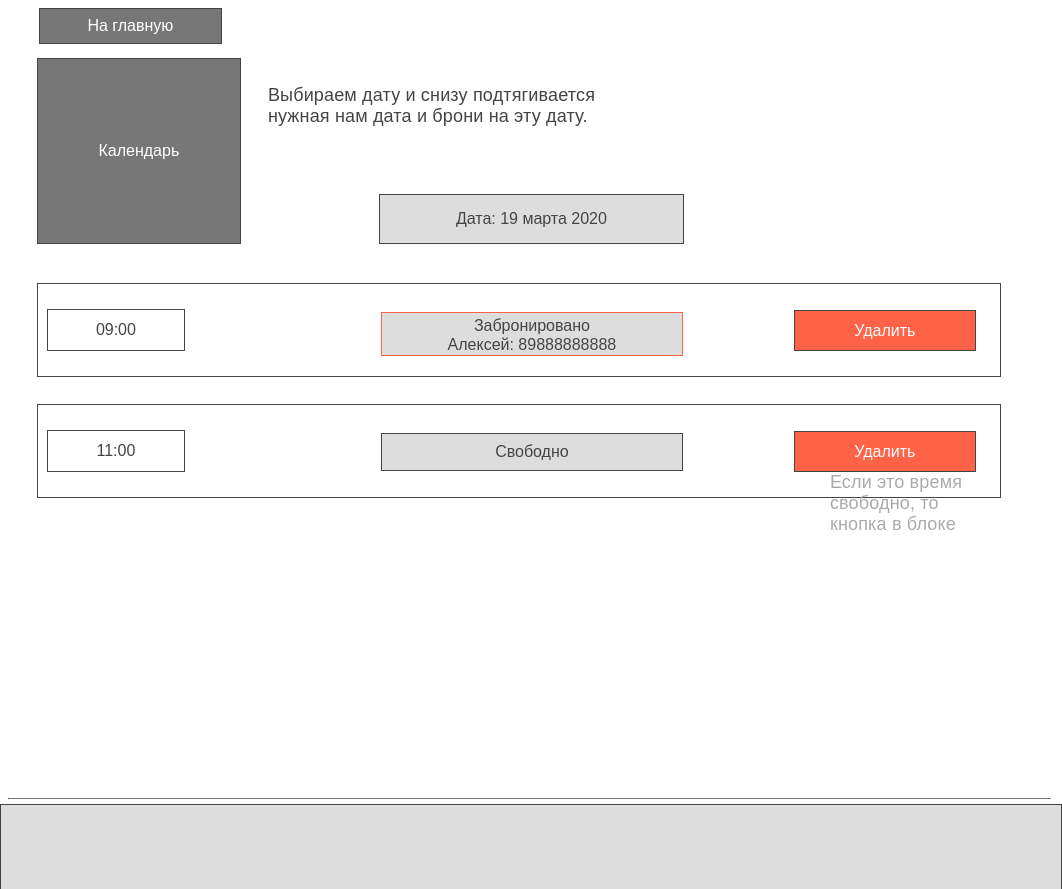 На главную
Календарь
Выбираем дату и снизу подтягивается
нужная нам дата и брони на эту дату.
Дата: 19 марта 2020
09:00
Забронировано
Алексей: 89888888888
Удалить
11:00
Свободно
Удалить
Если это время
свободно, то
кнопка в блоке